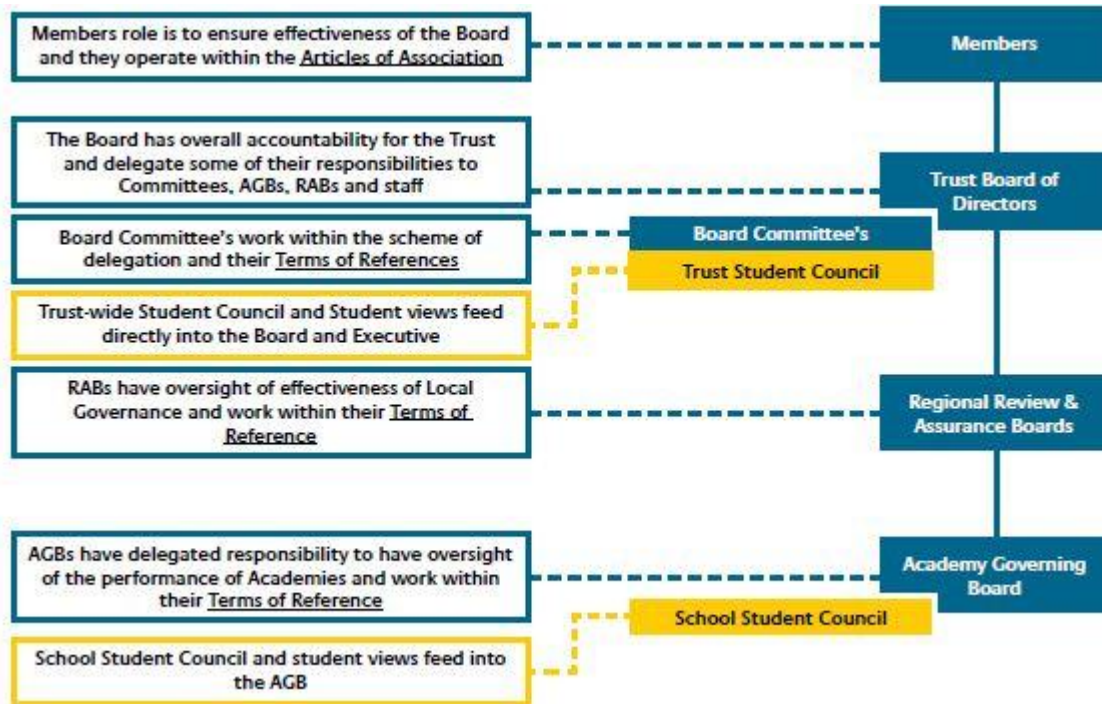 Members role is to ensure effectiveness of the Board
and they operate within the Articles of Association
Members
The Board has overall accountability for the Trust
and delegate some of their responsibilities to
Committees, AGBs, RABs and staff
Trust Board of
Directors
Board Committee's work within the scheme of
delegation and their Terms of References
Board Committee's
Trust Student Council
Trust-wide Student Council and Student views feed
directly into the Board and Executive
RABs have oversight of effectiveness of Local
Governance and work within their Terms of
Reference
Regional Review &
Assurance Boards
AGBs have delegated responsibility to have oversight
of the performance of Academies and work within
their Terms of Reference
Academy Governing
Board
School Student Council
School Student Council and student views feed into
the AGB